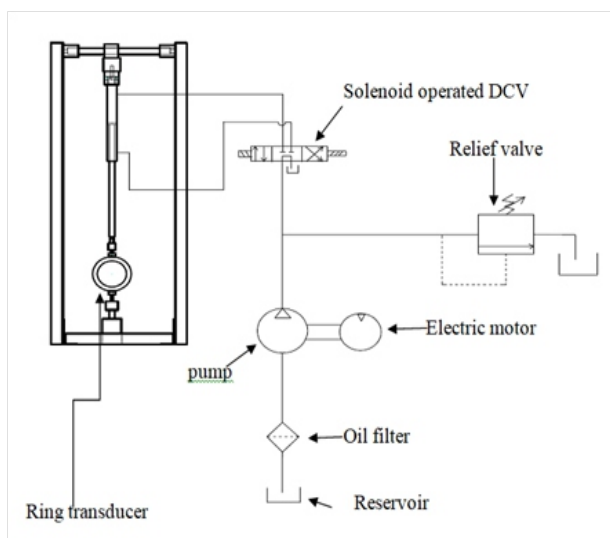 Solenoid operated DCV
Relief valve
Electric motor
pump
Oil filter
Reservoir
Ring transducer